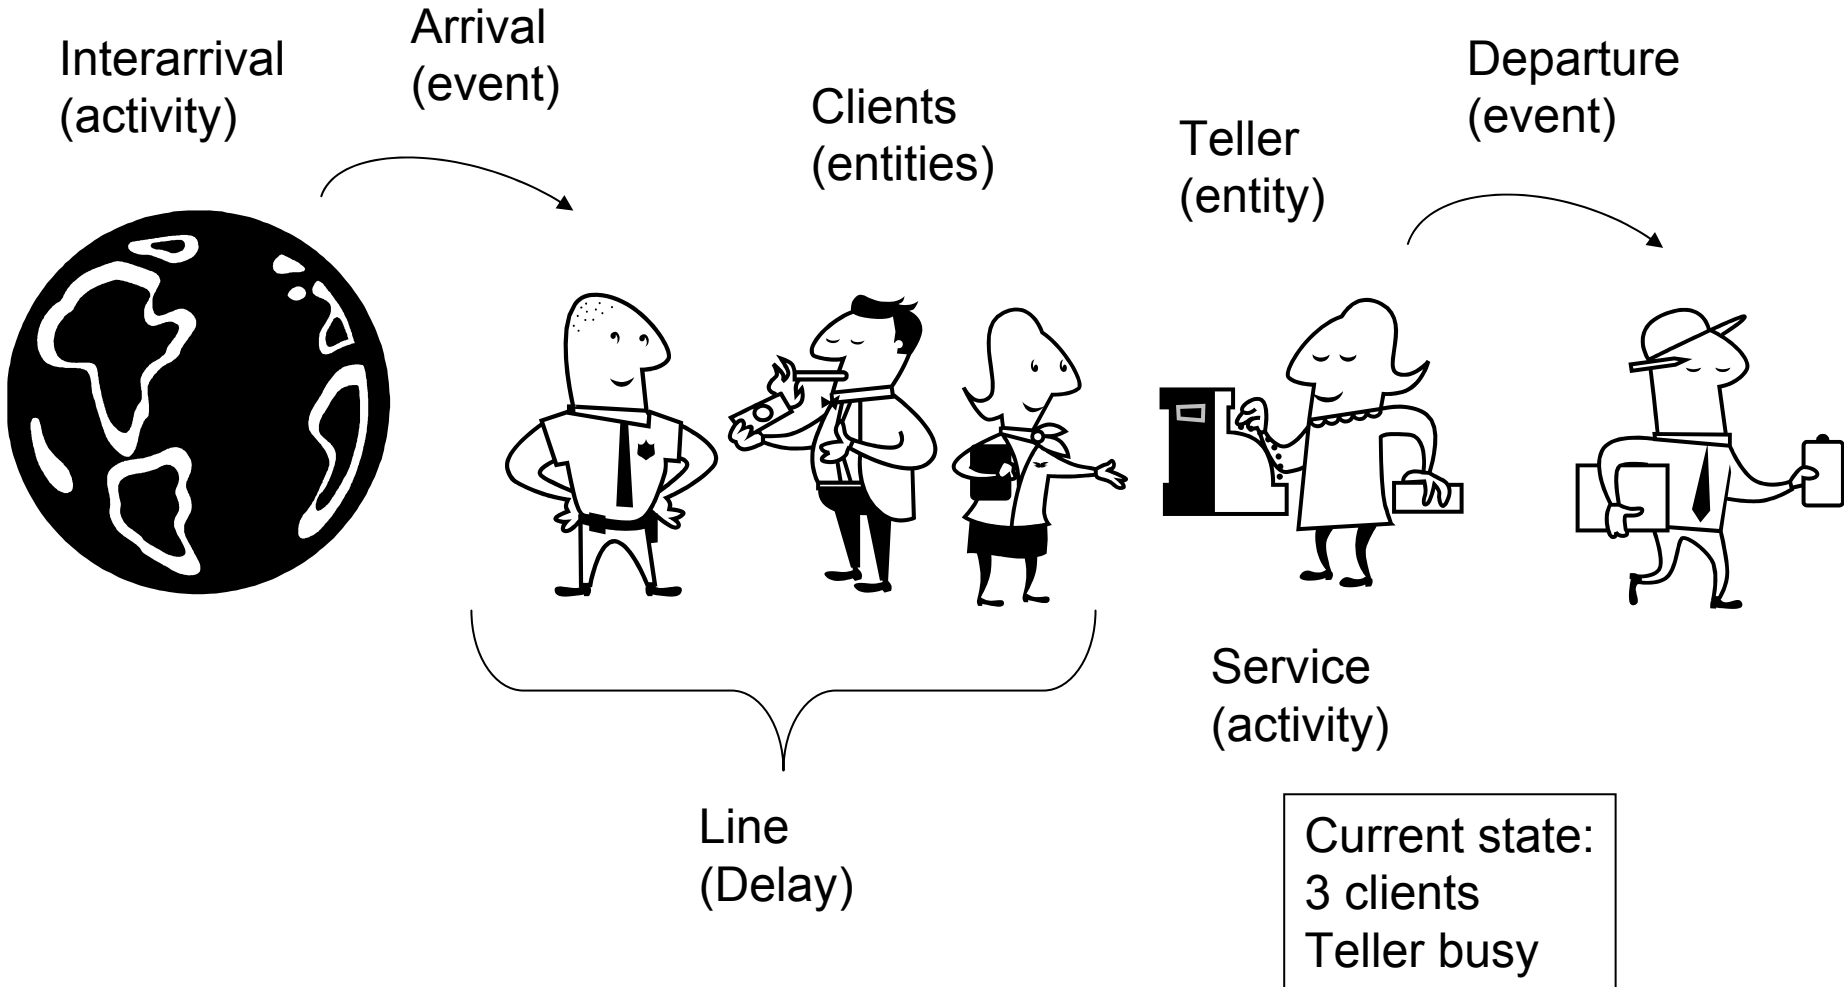 Interarrival
(activity)
Arrival
(event)
Clients
(entities)
Teller
(entity)
Departure
(event)
Service
(activity)
Line
(Delay)
Current state:
3 clients
Teller busy